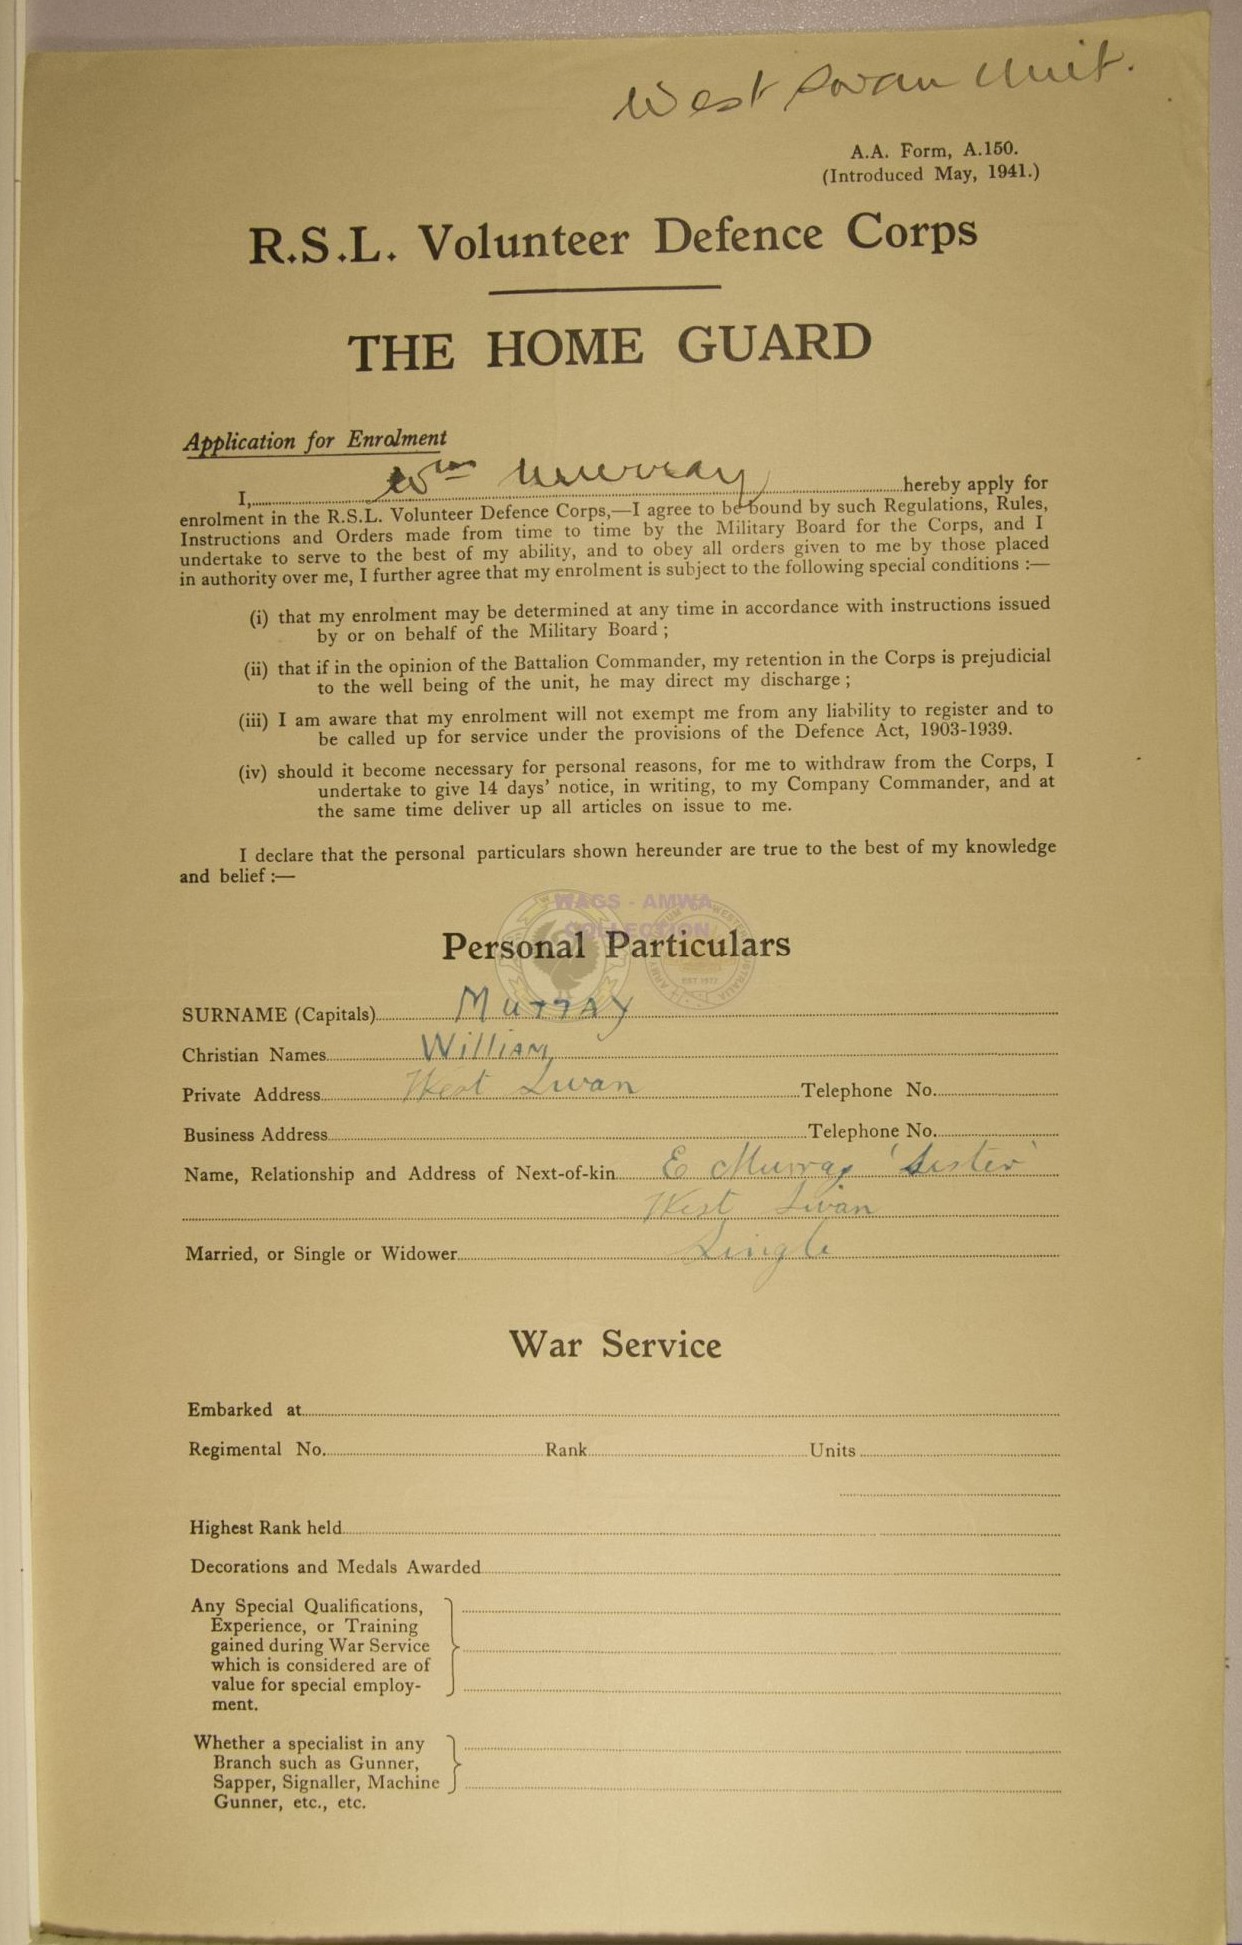 West Swan Unit.
A.A. Form, A.150.
(Introduced May, 1941.)
R.S.L. Volunteer Defence Corps
THE HOME GUARD
Application for Enrolment
I, Wm Murray hereby apply for
enrolment in the R.S.L. Volunteer Defence Corps,—I agree to be bound by such Regulations, Rules,
Instructions and Orders made from time to time by the Military Board for the Corps, and I
undertake to serve to the best of my ability, and to obey all orders given to me by those placed
in authority over me, I further agree that my enrolment is subject to the following special conditions :—
(i) that my enrolment may be determined at any time in accordance with instructions issued
by or on behalf of the Military Board ;
(ii) that if in the opinion of the Battalion Commander, my retention in the Corps is prejudicial
to the well being of the unit, he may direct my discharge ;
(iii) I am aware that my enrolment will not exempt me from any liability to register and to
be called up for service under the provisions of the Defence Act, 1903-1939.
(iv) should it become necessary for personal reasons, for me to withdraw from the Corps, I
undertake to give 14 days' notice, in writing, to my Company Commander, and at
the same time deliver up all articles on issue to me.
I declare that the personal particulars shown hereunder are true to the best of my knowledge
and belief :—
WAGS - AMWA
COLLECTION
Personal Particulars
SURNAME (Capitals) Murray
Christian Names William
Private Address West Swan Telephone No.
Business Address Telephone No.
Name, Relationship and Address of Next-of-kin E Murray 'Sister'
West Swan
Married, or Single or Widower Single
War Service
Embarked at
Regimental No. Rank Units
Highest Rank held
Decorations and Medals Awarded
Any Special Qualifications,
Experience, or Training
gained during War Service
which is considered are of
value for special employ-
ment.
Whether a specialist in any
Branch such as Gunner,
Sapper, Signaller, Machine
Gunner, etc., etc.